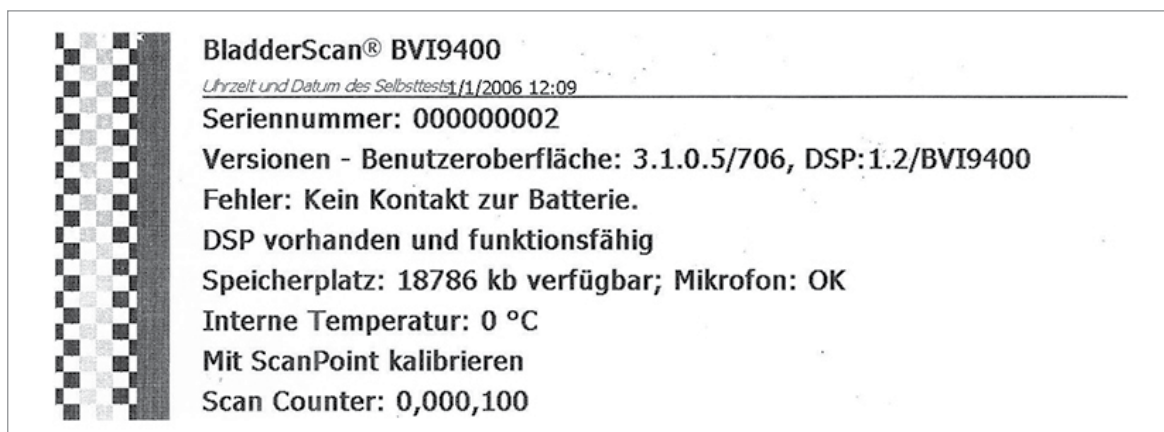 BladderScan® BVI9400
Uhrzeit und Datum des Selbsttests1/1/2006 12:09
Seriennummer: 000000002
Versionen - Benutzeroberfläche: 3.1.0.5/706, DSP:1.2/BVI9400
Fehler: Kein Kontakt zur Batterie.
DSP vorhanden und funktionsfähig
Speicherplatz: 18786 kb verfügbar; Mikrofon: OK
Interne Temperatur: 0 ºC
Mit ScanPoint kalibrieren
Scan Counter: 0,000,100